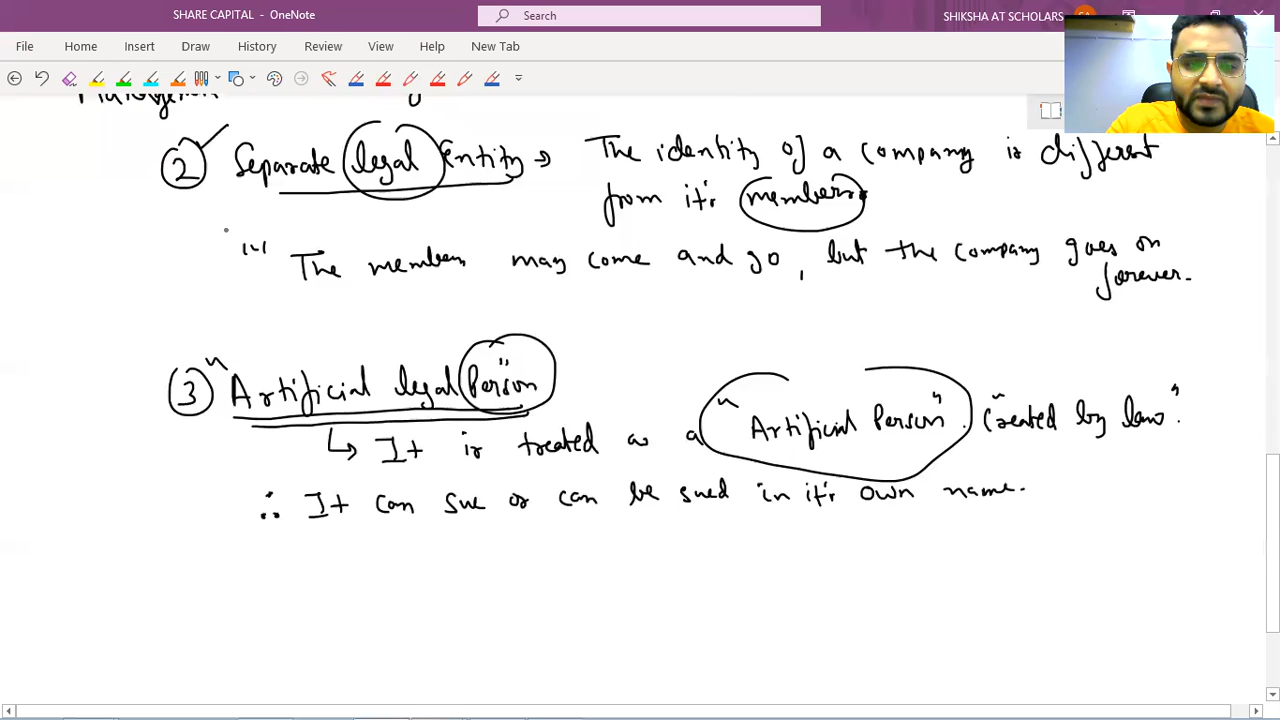 SHARE CAPITAL - OneNote
Search
SHIKSHA AT SCHOLARS
File Home Insert Draw History Review View Help New Tab
② Separate legal Entity → The identity of a company is different
from it's members
The members may come and go, but the company goes on
forever.
③ "Artificial legal Person"
↳ It is treated as a "Artificial Person" "Created by law".
∴ It can sue or can be sued in it's own name.